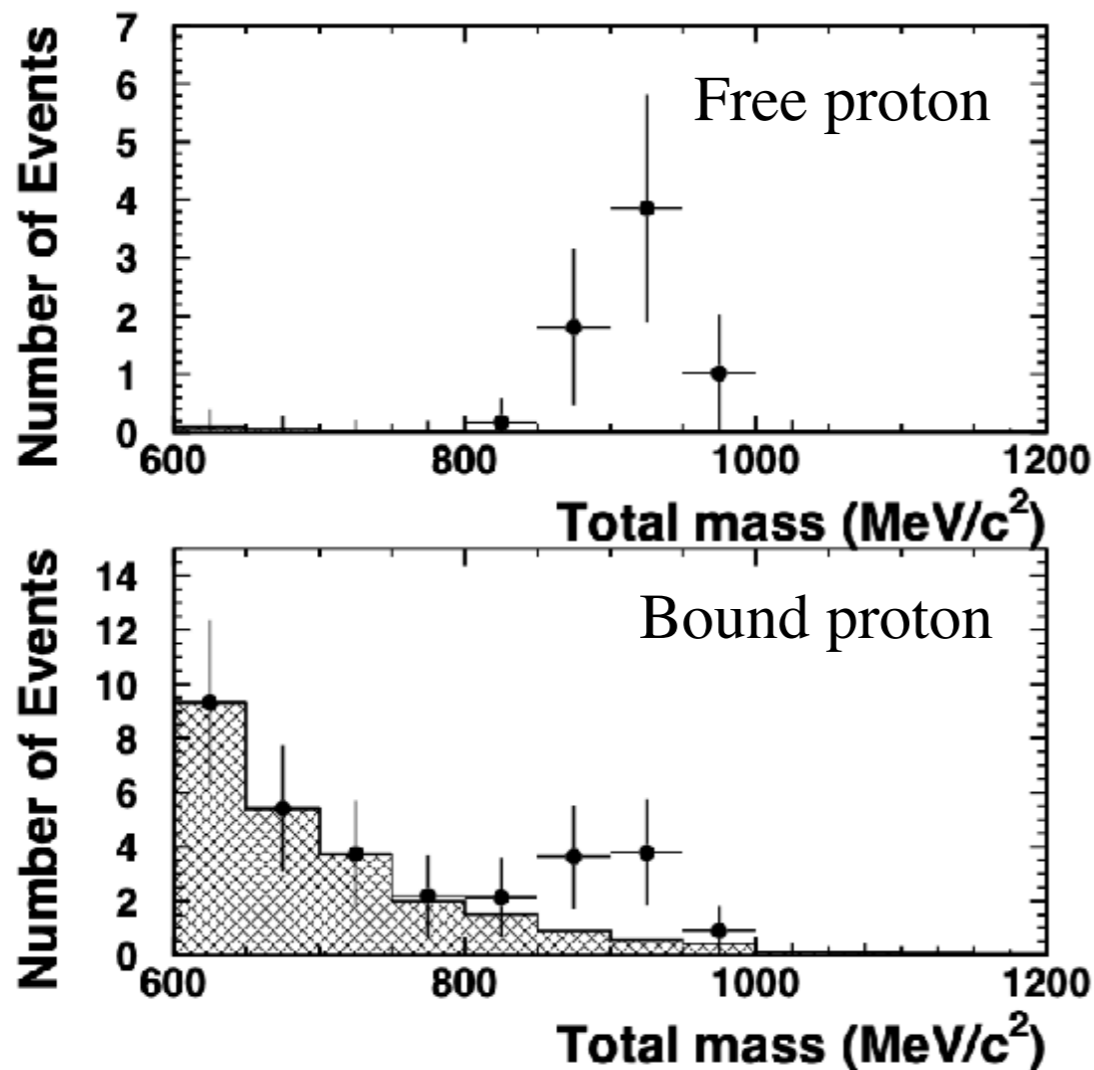 7
6
5
4
3
2
1
0
Number of Events
Free proton
600 800 1000 1200
Total mass (MeV/c²)
14
12
10
8
6
4
2
0
Number of Events
Bound proton
600 800 1000 1200
Total mass (MeV/c²)